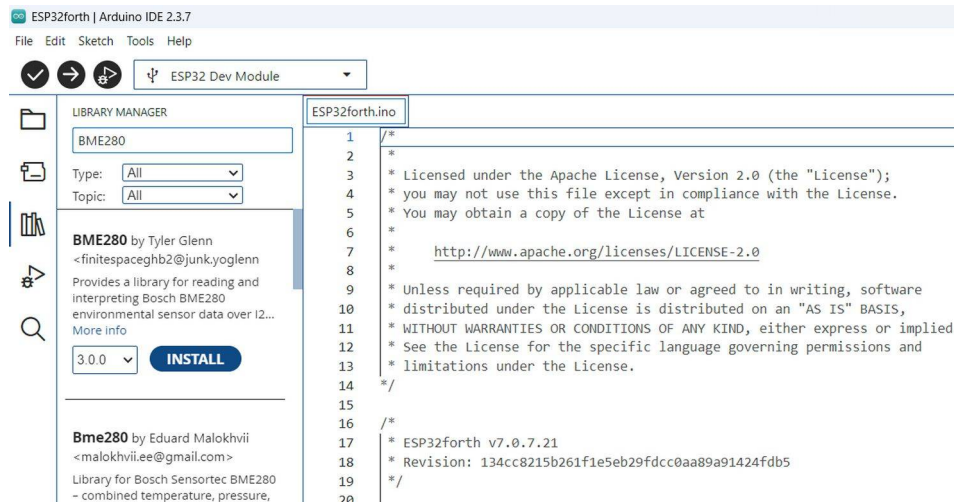 ESP32forth | Arduino IDE 2.3.7
File Edit Sketch Tools Help
ESP32 Dev Module
LIBRARY MANAGER
BME280
Type: All
Topic: All
BME280 by Tyler Glenn
<finitespaceghb2@junk.yoglenn
Provides a library for reading and
interpreting Bosch BME280
environmental sensor data over I2...
More info
3.0.0 INSTALL
Bme280 by Eduard Malokhvii
<malokhvii.ee@gmail.com>
Library for Bosch Sensortec BME280
– combined temperature, pressure,
ESP32forth.ino
1 /*
2 *
3 * Licensed under the Apache License, Version 2.0 (the "License");
4 * you may not use this file except in compliance with the License.
5 * You may obtain a copy of the License at
6 *
7 * http://www.apache.org/licenses/LICENSE-2.0
8 *
9 * Unless required by applicable law or agreed to in writing, software
10 * distributed under the License is distributed on an "AS IS" BASIS,
11 * WITHOUT WARRANTIES OR CONDITIONS OF ANY KIND, either express or implied
12 * See the License for the specific language governing permissions and
13 * limitations under the License.
14 */
15
16 /*
17 * ESP32forth v7.0.7.21
18 * Revision: 134cc8215b261f1e5eb29fdcc0aa89a91424fdb5
19 */
20